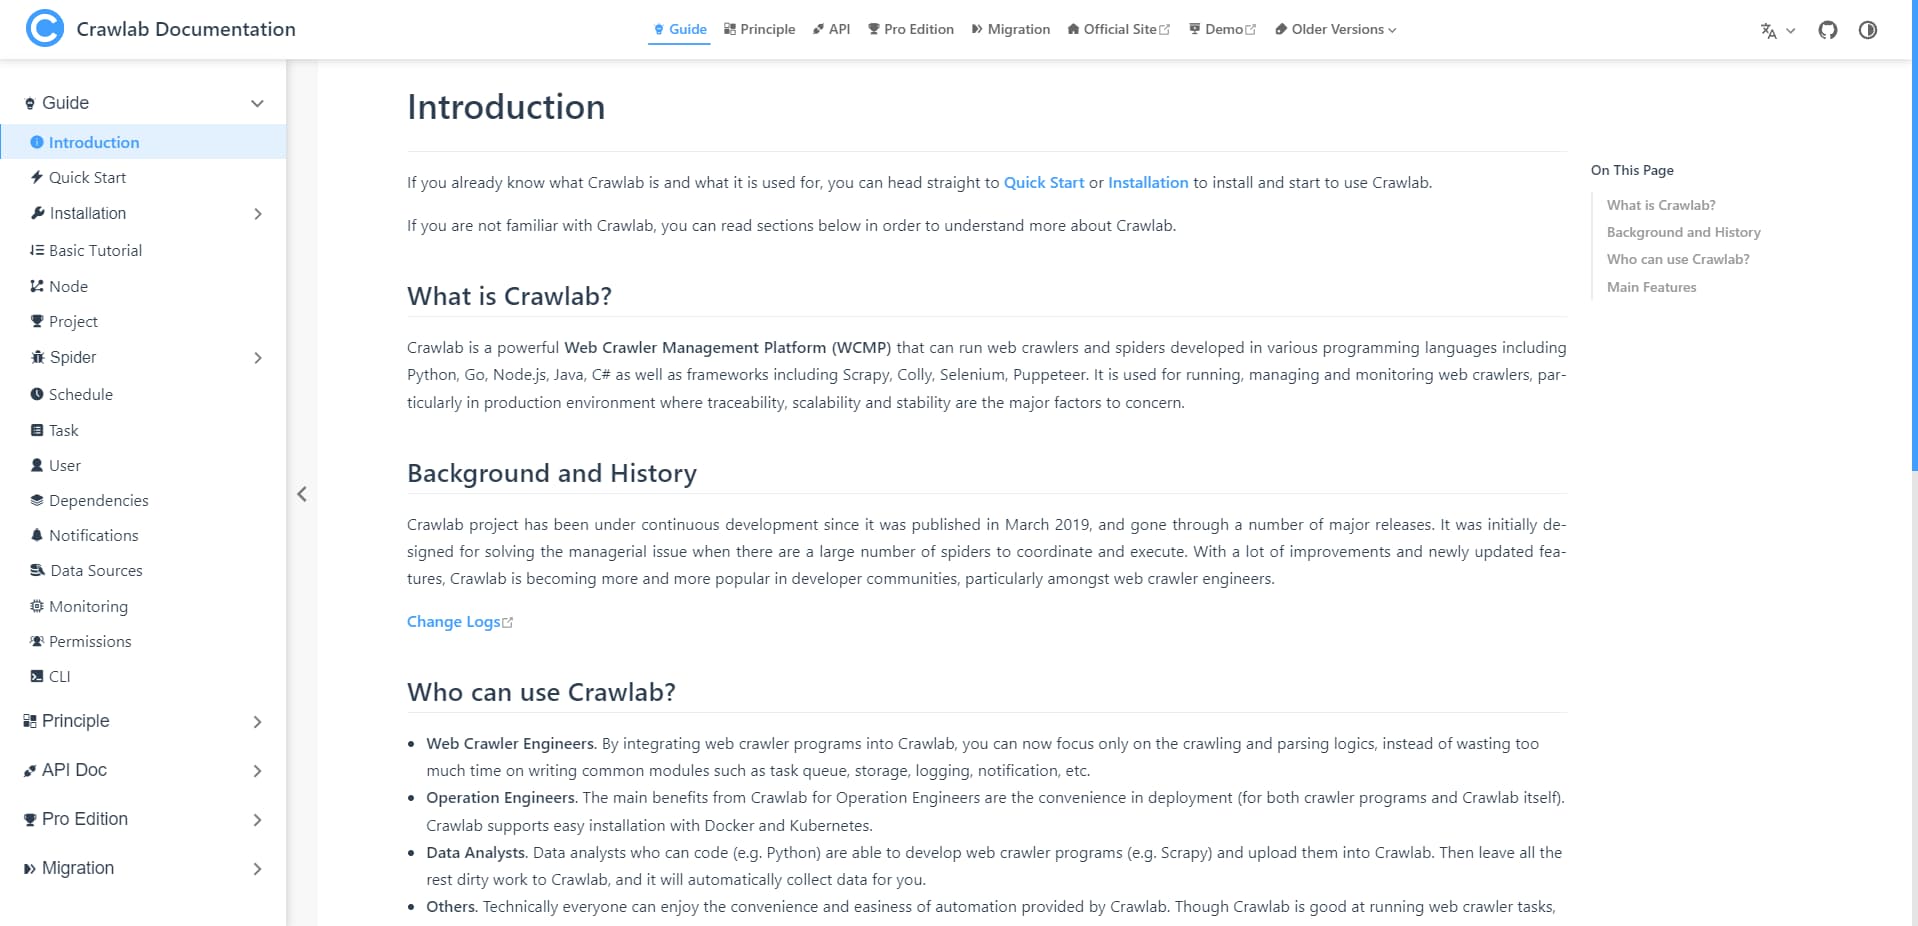 Crawlab Documentation
Guide
Principle
API
Pro Edition
Migration
Official Site
Demo
Older Versions
Guide
Introduction
Quick Start
Installation
Basic Tutorial
Node
Project
Spider
Schedule
Task
User
Dependencies
Notifications
Data Sources
Monitoring
Permissions
CLI
Principle
API Doc
Pro Edition
Migration
Introduction
If you already know what Crawlab is and what it is used for, you can head straight to Quick Start or Installation to install and start to use Crawlab.
If you are not familiar with Crawlab, you can read sections below in order to understand more about Crawlab.
What is Crawlab?
Crawlab is a powerful Web Crawler Management Platform (WCMP) that can run web crawlers and spiders developed in various programming languages including
Python, Go, Node.js, Java, C# as well as frameworks including Scrapy, Colly, Selenium, Puppeteer. It is used for running, managing and monitoring web crawlers, par-
ticularly in production environment where traceability, scalability and stability are the major factors to concern.
Background and History
Crawlab project has been under continuous development since it was published in March 2019, and gone through a number of major releases. It was initially de-
signed for solving the managerial issue when there are a large number of spiders to coordinate and execute. With a lot of improvements and newly updated fea-
tures, Crawlab is becoming more and more popular in developer communities, particularly amongst web crawler engineers.
Change Logs
Who can use Crawlab?
Web Crawler Engineers. By integrating web crawler programs into Crawlab, you can now focus only on the crawling and parsing logics, instead of wasting too
much time on writing common modules such as task queue, storage, logging, notification, etc.
Operation Engineers. The main benefits from Crawlab for Operation Engineers are the convenience in deployment (for both crawler programs and Crawlab itself).
Crawlab supports easy installation with Docker and Kubernetes.
Data Analysts. Data analysts who can code (e.g. Python) are able to develop web crawler programs (e.g. Scrapy) and upload them into Crawlab. Then leave all the
rest dirty work to Crawlab, and it will automatically collect data for you.
Others. Technically everyone can enjoy the convenience and easiness of automation provided by Crawlab. Though Crawlab is good at running web crawler tasks,
On This Page
What is Crawlab?
Background and History
Who can use Crawlab?
Main Features